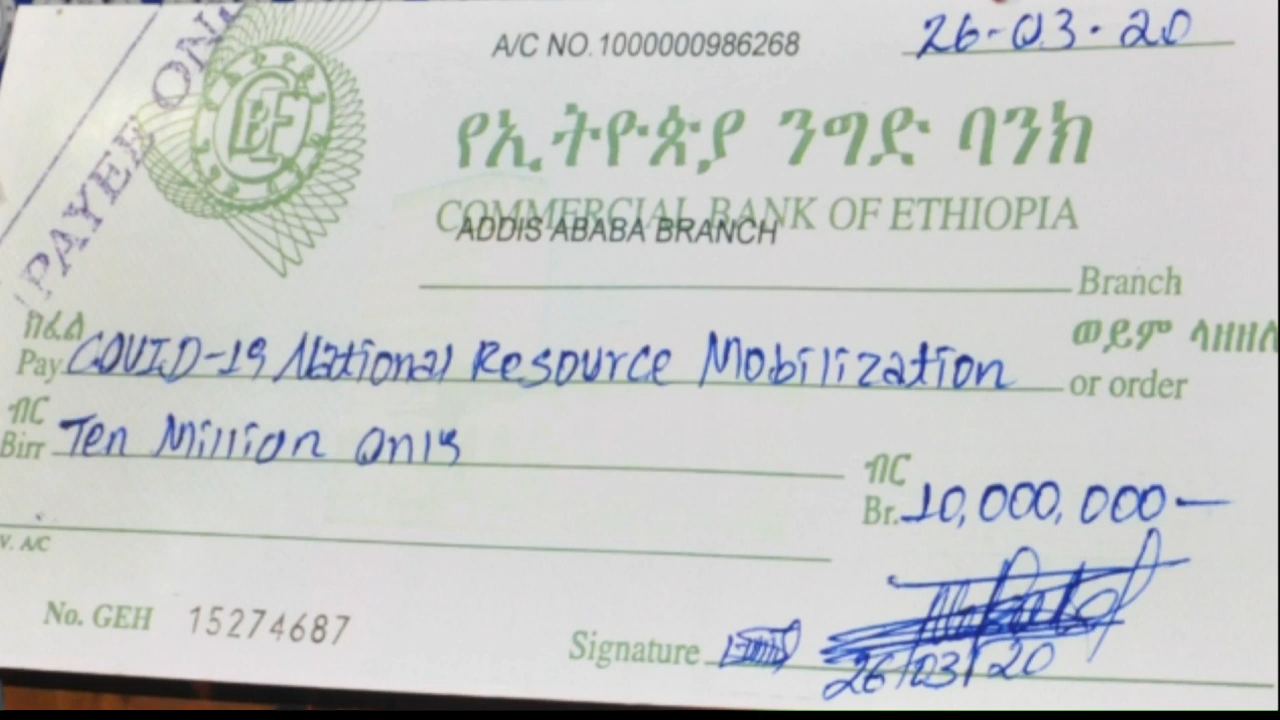 PAYEE ON
A/C NO.1000000986268
26-03-20
CBE
የኢትዮጵያ ንግድ ባንክ
COMMERCIAL BANK OF ETHIOPIA
ADDIS ABABA BRANCH
Branch
ክፈል
ወይም ላዘዘለ
Pay COVID-19 National Resource Mobilization or order
ብር
Birr Ten Million Only
ብር
Br. 10,000,000-
V. A/C
No. GEH 15274687
Signature
26/03/20